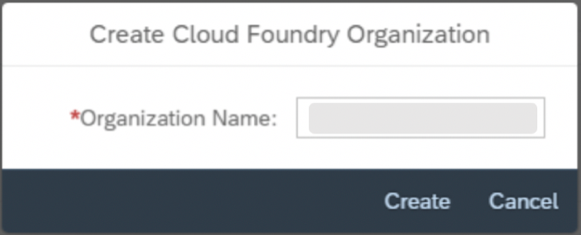 Create Cloud Foundry Organization
*Organization Name:
Create Cancel